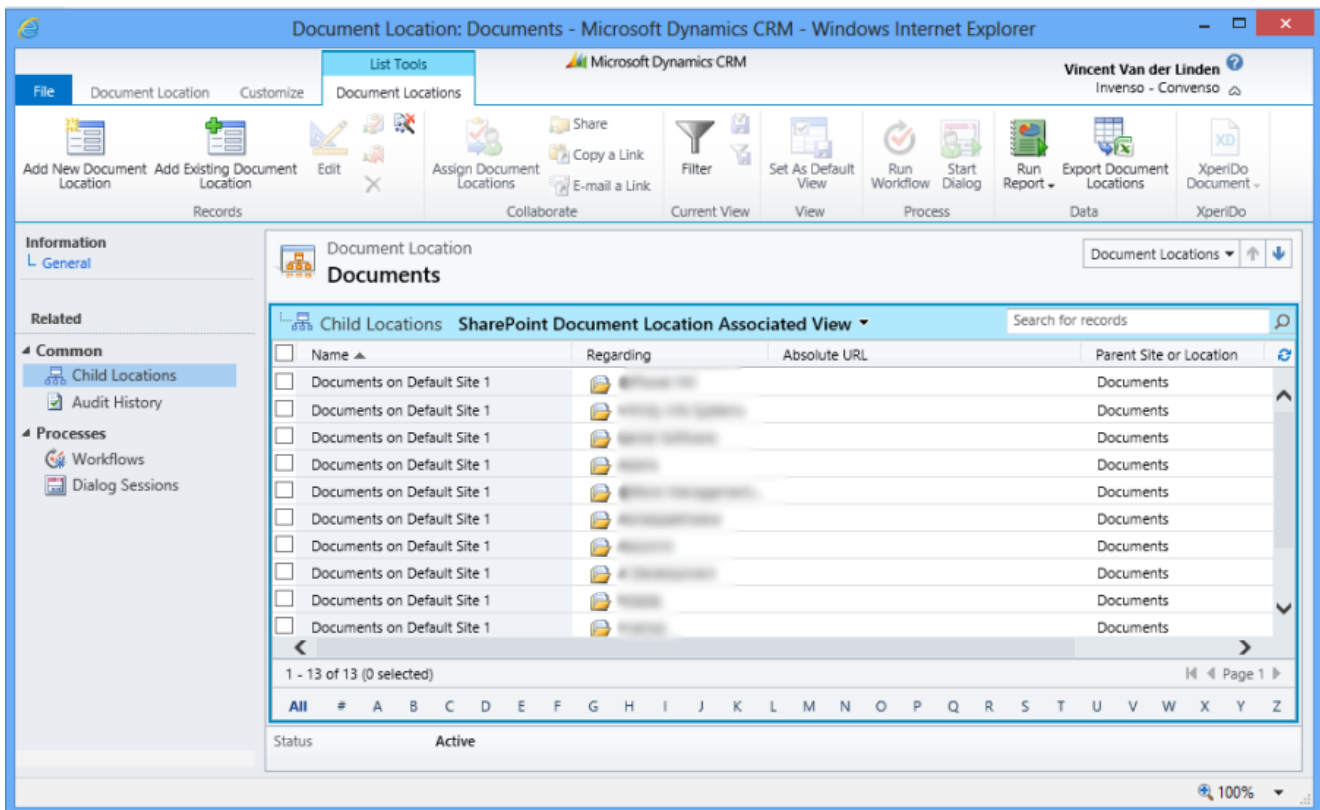 Document Location: Documents - Microsoft Dynamics CRM - Windows Internet Explorer
List Tools
Microsoft Dynamics CRM
Vincent Van der Linden
Invenso - Convenso
File Document Location Customize Document Locations
Add New Document Location
Add Existing Document Location
Edit
Records
Assign Document Locations
Share
Copy a Link
E-mail a Link
Collaborate
Filter
Current View
Set As Default View
View
Run Workflow
Start Dialog
Process
Run Report
Export Document Locations
Data
XperiDo Document
XperiDo
Information
General
Related
Common
Child Locations
Audit History
Processes
Workflows
Dialog Sessions
Document Location
Documents
Document Locations
Child Locations SharePoint Document Location Associated View
Search for records
Name Regarding Absolute URL Parent Site or Location
Documents on Default Site 1 Documents
Documents on Default Site 1 Documents
Documents on Default Site 1 Documents
Documents on Default Site 1 Documents
Documents on Default Site 1 Documents
Documents on Default Site 1 Documents
Documents on Default Site 1 Documents
Documents on Default Site 1 Documents
Documents on Default Site 1 Documents
Documents on Default Site 1 Documents
1 - 13 of 13 (0 selected) Page 1
All # A B C D E F G H I J K L M N O P Q R S T U V W X Y Z
Status Active
100%